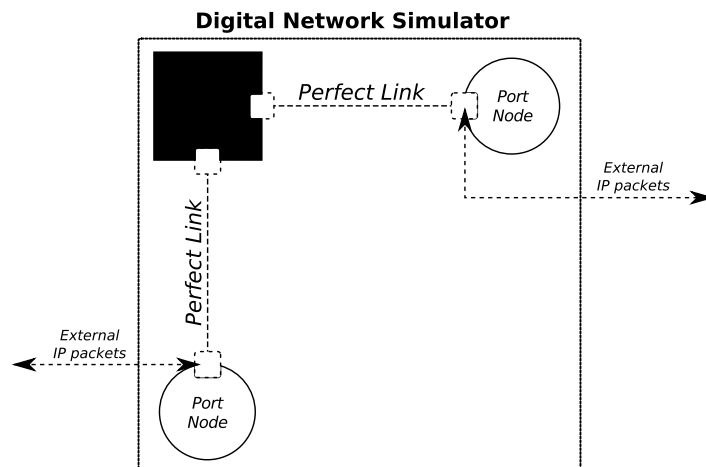 Digital Network Simulator
Perfect Link
Port
Node
External
IP packets
Perfect Link
External
IP packets
Port
Node